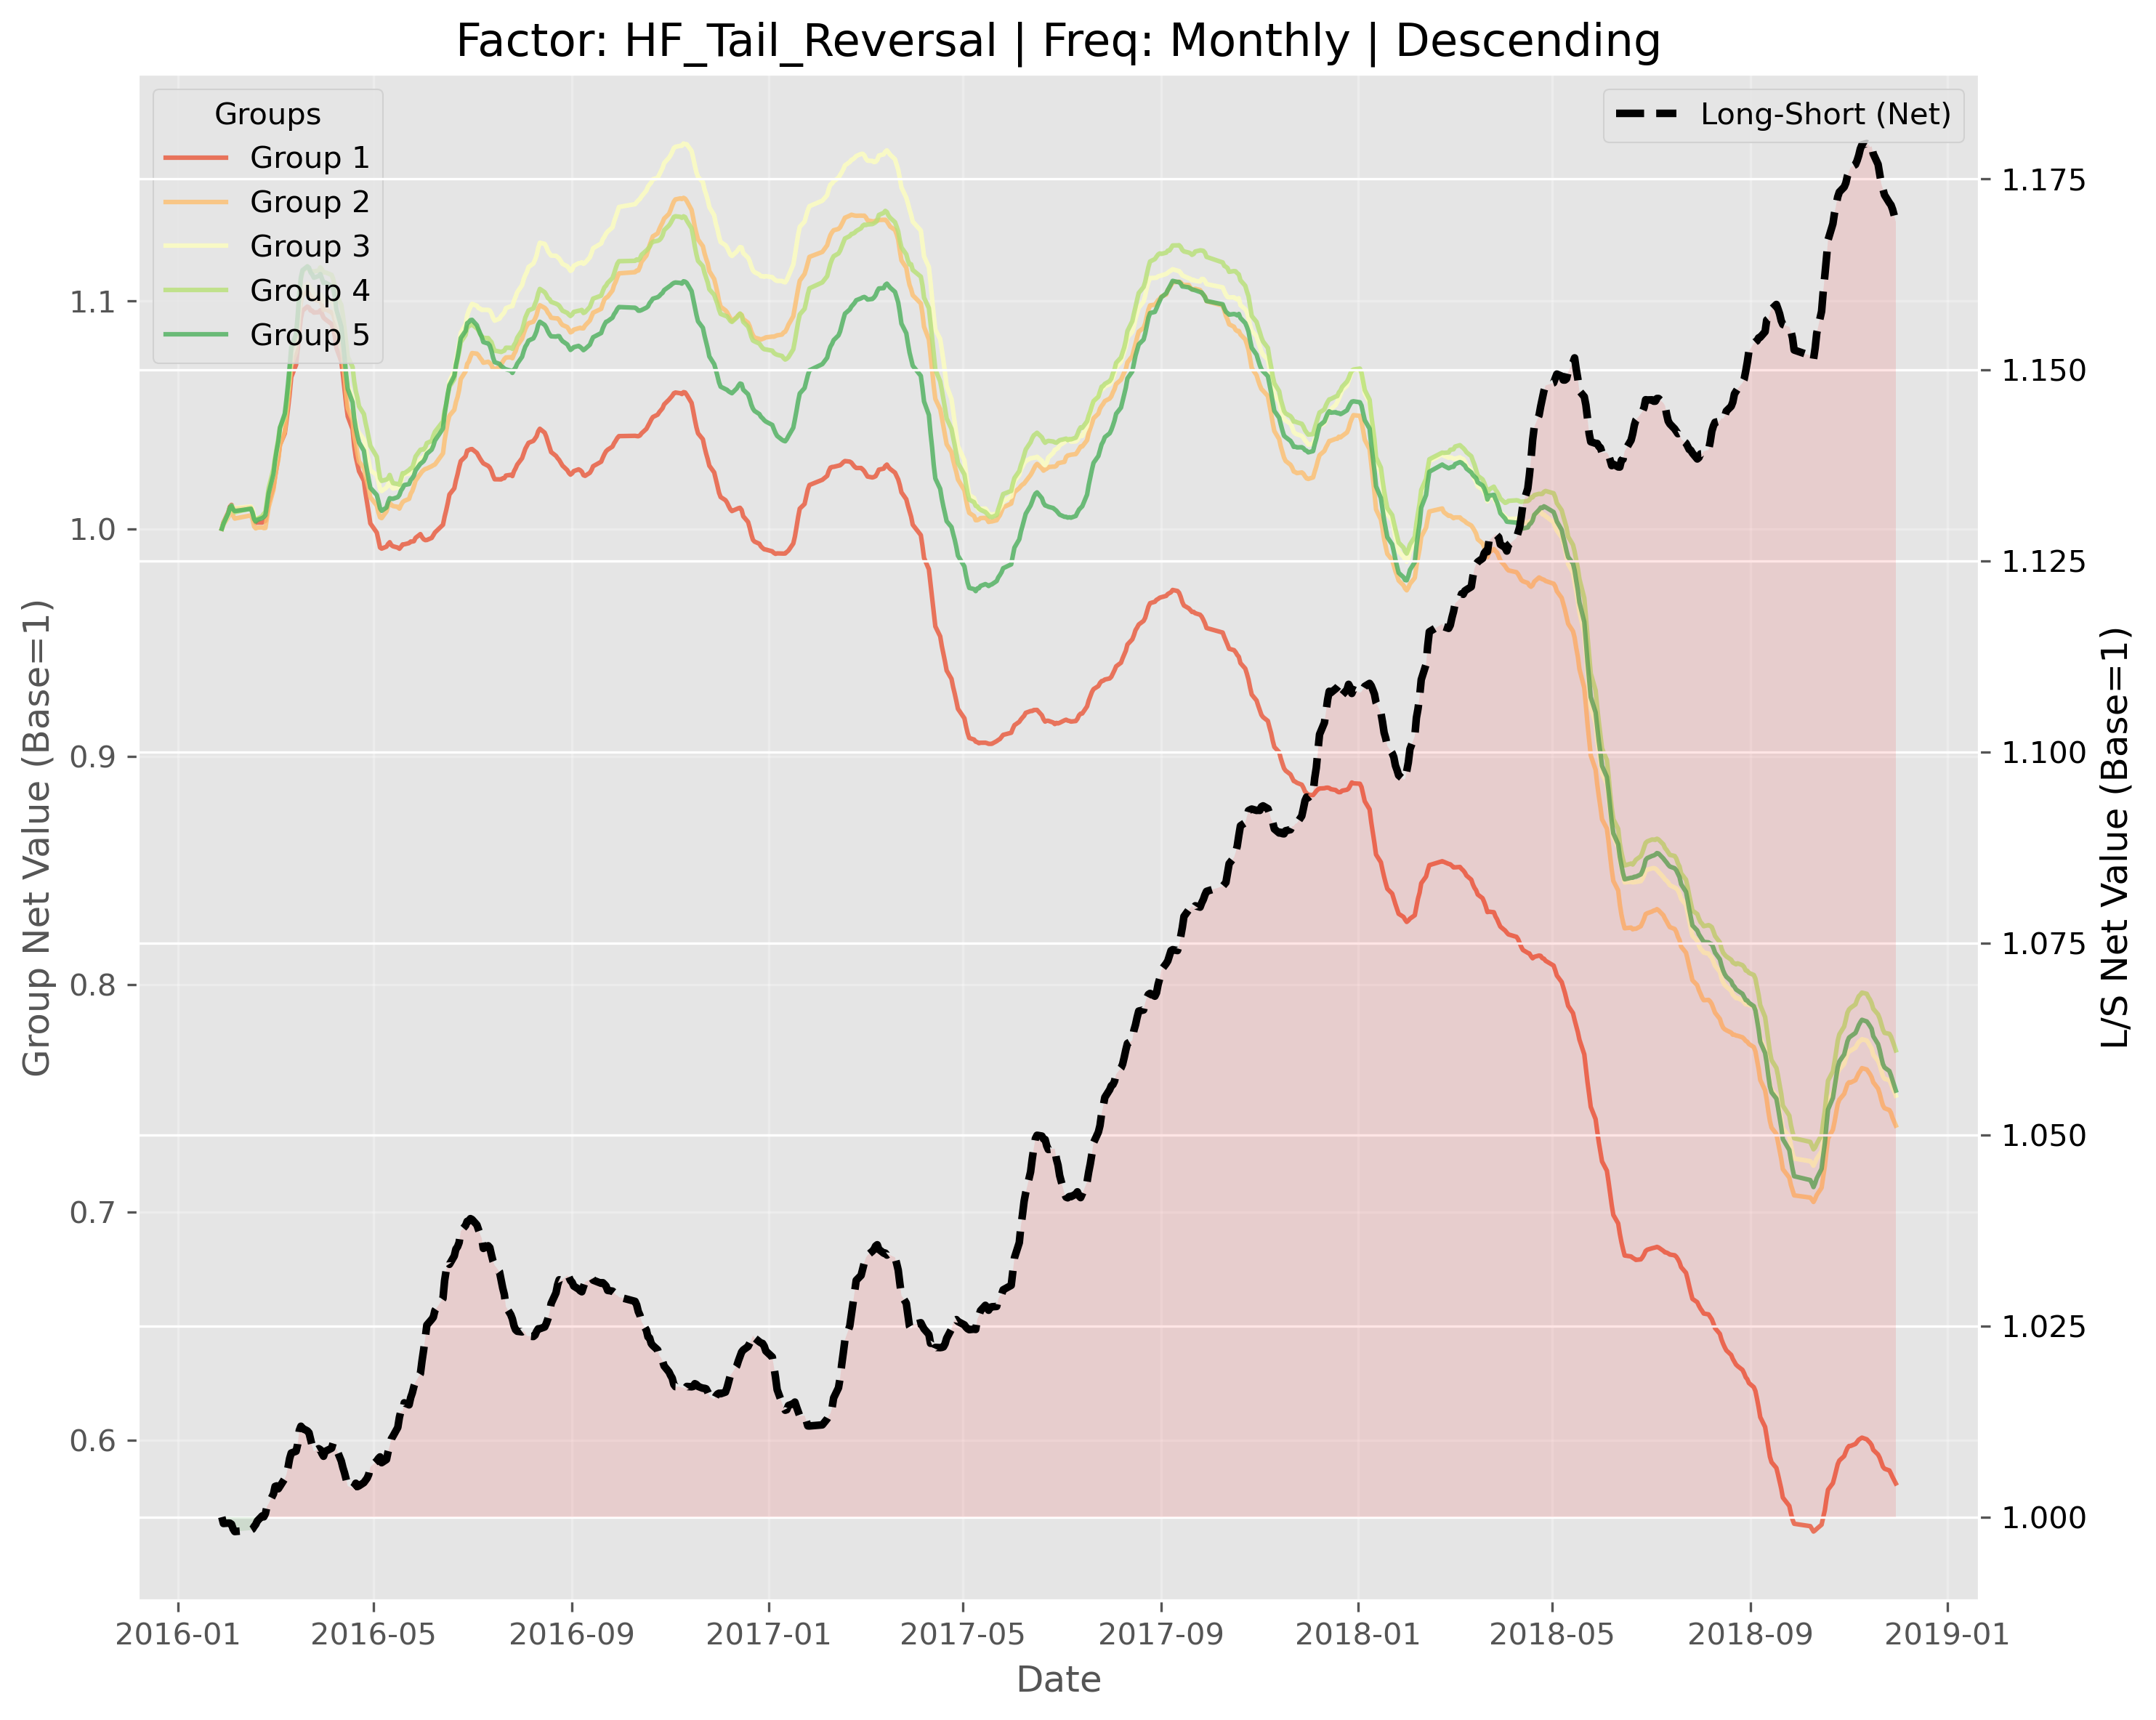 Factor: HF_Tail_Reversal | Freq: Monthly | Descending
Groups
Group 1
Group 2
Group 3
Group 4
Group 5
Long-Short (Net)
Group Net Value (Base=1)
1.1
1.0
0.9
0.8
0.7
0.6
1.175
1.150
1.125
1.100
1.075
1.050
1.025
1.000
L/S Net Value (Base=1)
2016-01 2016-05 2016-09 2017-01 2017-05 2017-09 2018-01 2018-05 2018-09 2019-01
Date